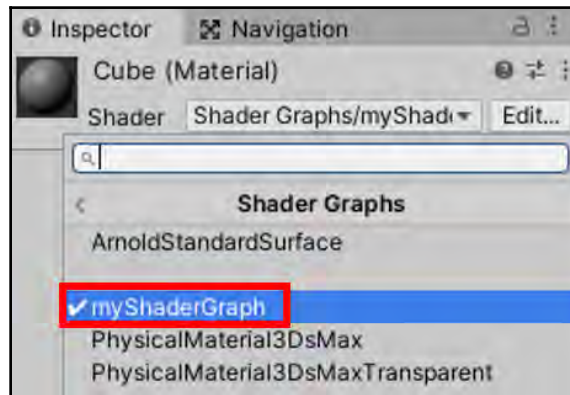 Inspector Navigation
Cube (Material)
Shader Shader Graphs/myShad Edit...
Shader Graphs
ArnoldStandardSurface
myShaderGraph
PhysicalMaterial3DsMax
PhysicalMaterial3DsMaxTransparent